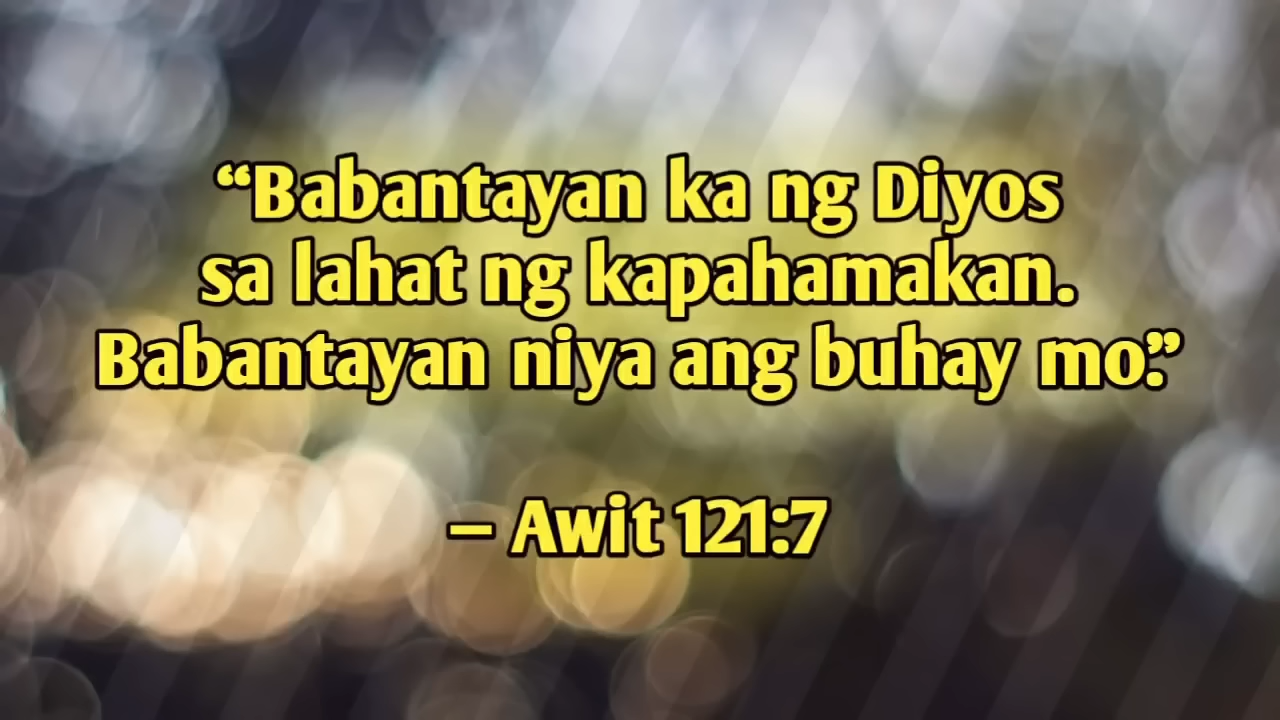 “Babantayan ka ng Diyos
sa lahat ng kapahamakan.
Babantayan niya ang buhay mo.”
– Awit 121:7